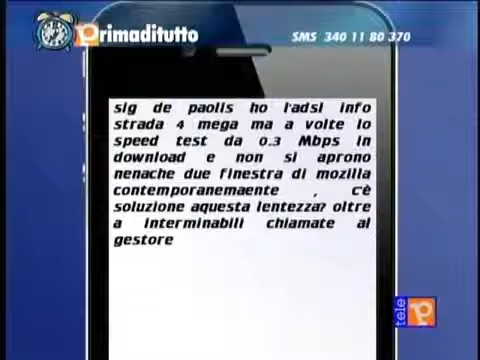 Primaditutto
SMS 340 11 80 370
sig de paolis ho l'adsl info
strada 4 mega ma a volte lo
speed test da 0.3 Mbps in
download e non si aprono
nenache due finestra di mozilla
contemporanemaente , c'è
soluzione aquesta lentezza? oltre
a interminabili chiamate al
gestore
tele P